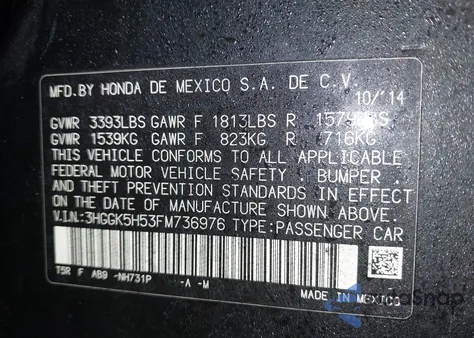 MFD.BY HONDA DE MEXICO S.A. DE C.V.
10/'14
GVWR 3393LBS GAWR F 1813LBS R 1579LBS
GVWR 1539KG GAWR F 823KG R 716KG
THIS VEHICLE CONFORMS TO ALL APPLICABLE
FEDERAL MOTOR VEHICLE SAFETY BUMPER ,
AND THEFT PREVENTION STANDARDS IN EFFECT
ON THE DATE OF MANUFACTURE SHOWN ABOVE.
V.I.N.:3HGGK5H53FM736976 TYPE:PASSENGER CAR
T5R F AB9 -NH731P -A -M
MADE IN MEXICO